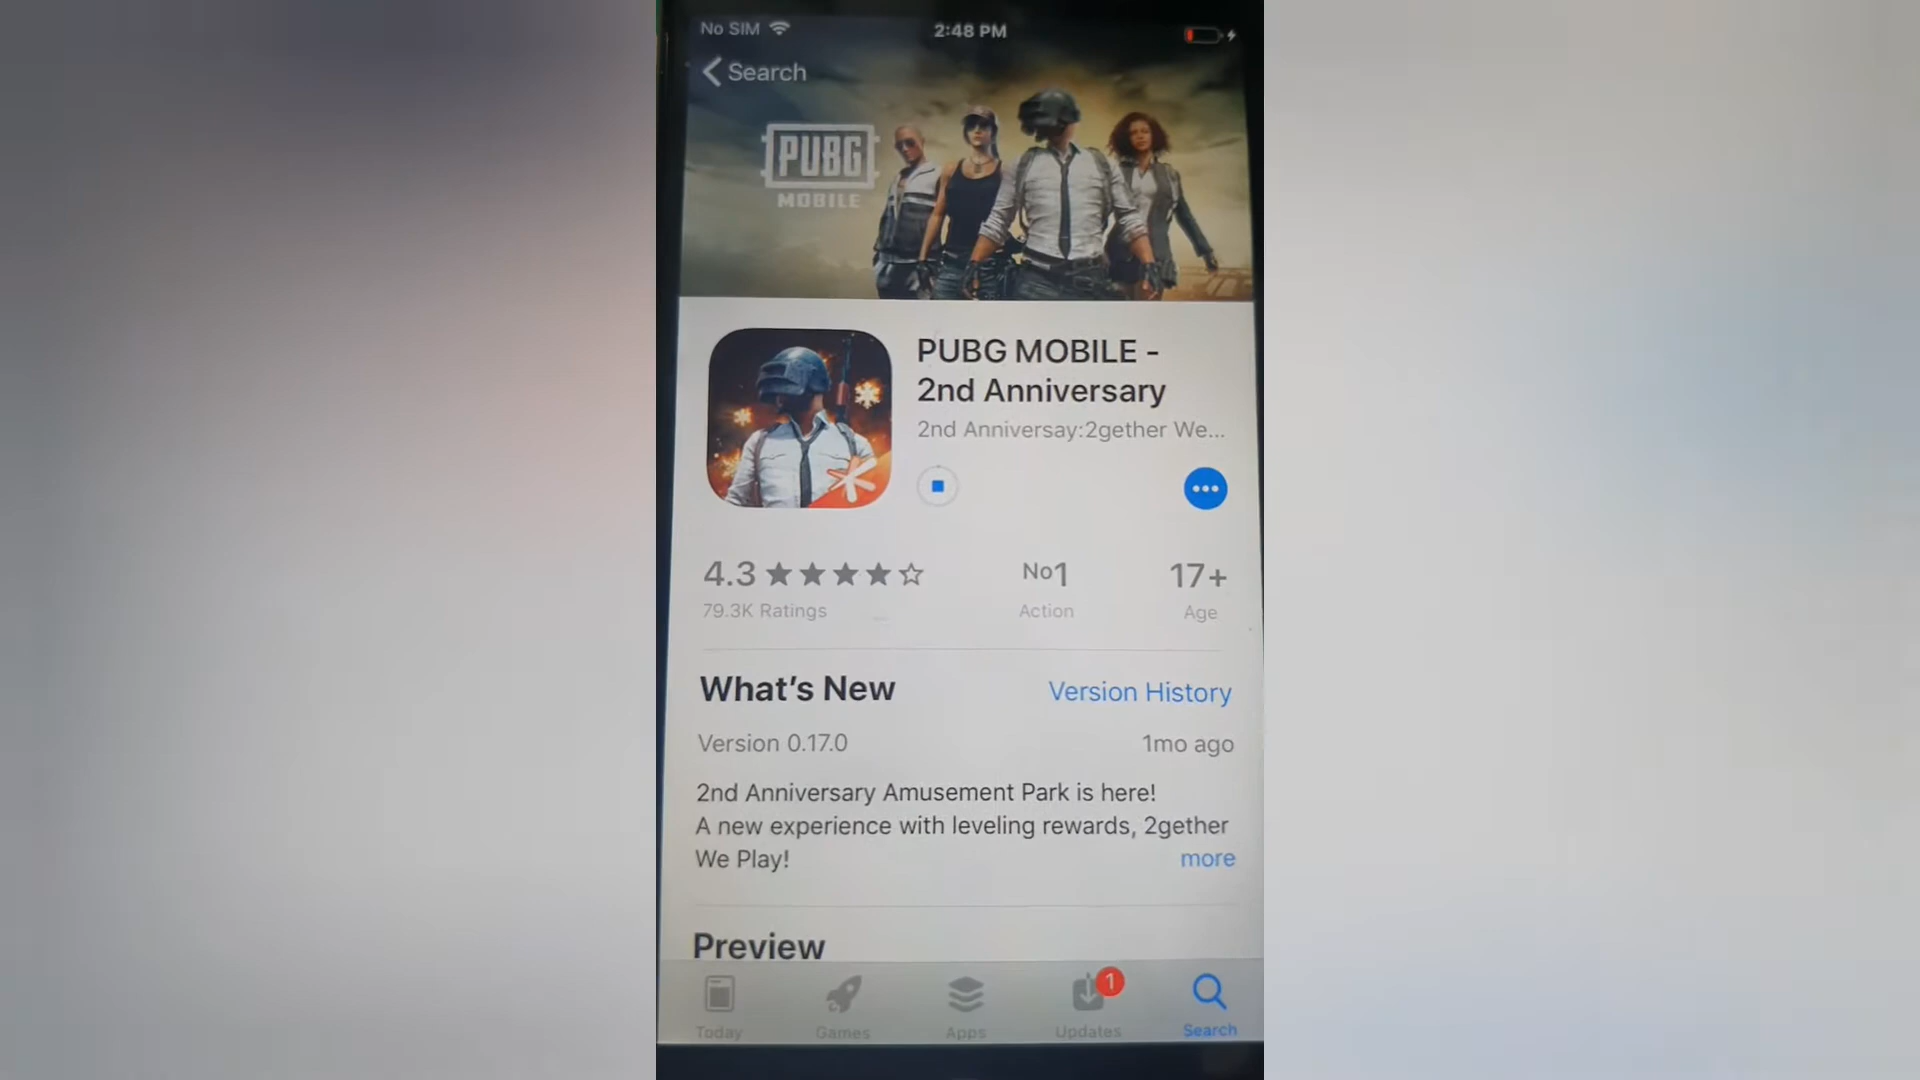 No SIM
2:48 PM
Search
PUBG
MOBILE
PUBG MOBILE -
2nd Anniversary
2nd Anniversay:2gether We...
4.3
No1
17+
79.3K Ratings
Action
Age
What's New
Version History
Version 0.17.0
1mo ago
2nd Anniversary Amusement Park is here!
A new experience with leveling rewards, 2gether
We Play!
more
Preview
1
Today
Games
Apps
Updates
Search